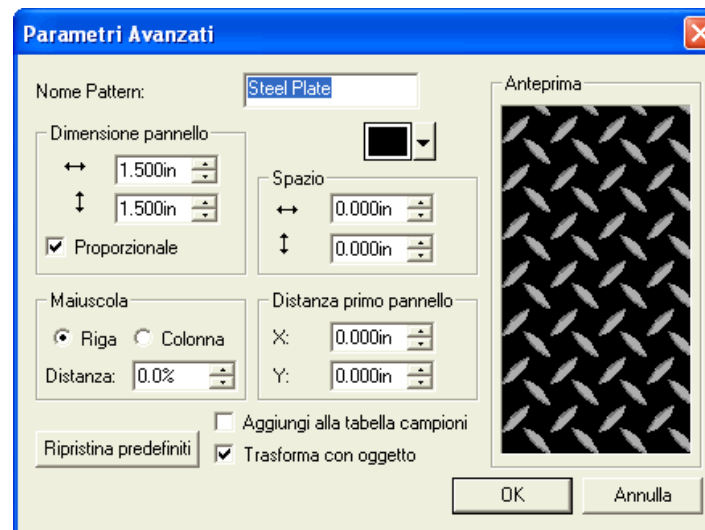 Parametri Avanzati
Nome Pattern:
Steel Plate
Anteprima
Dimensione pannello
1.500in
1.500in
Proporzionale
Spazio
0.000in
0.000in
Maiuscola
Riga
Colonna
Distanza:
0.0%
Distanza primo pannello
X:
0.000in
Y:
0.000in
Aggiungi alla tabella campioni
Ripristina predefiniti
Trasforma con oggetto
OK
Annulla